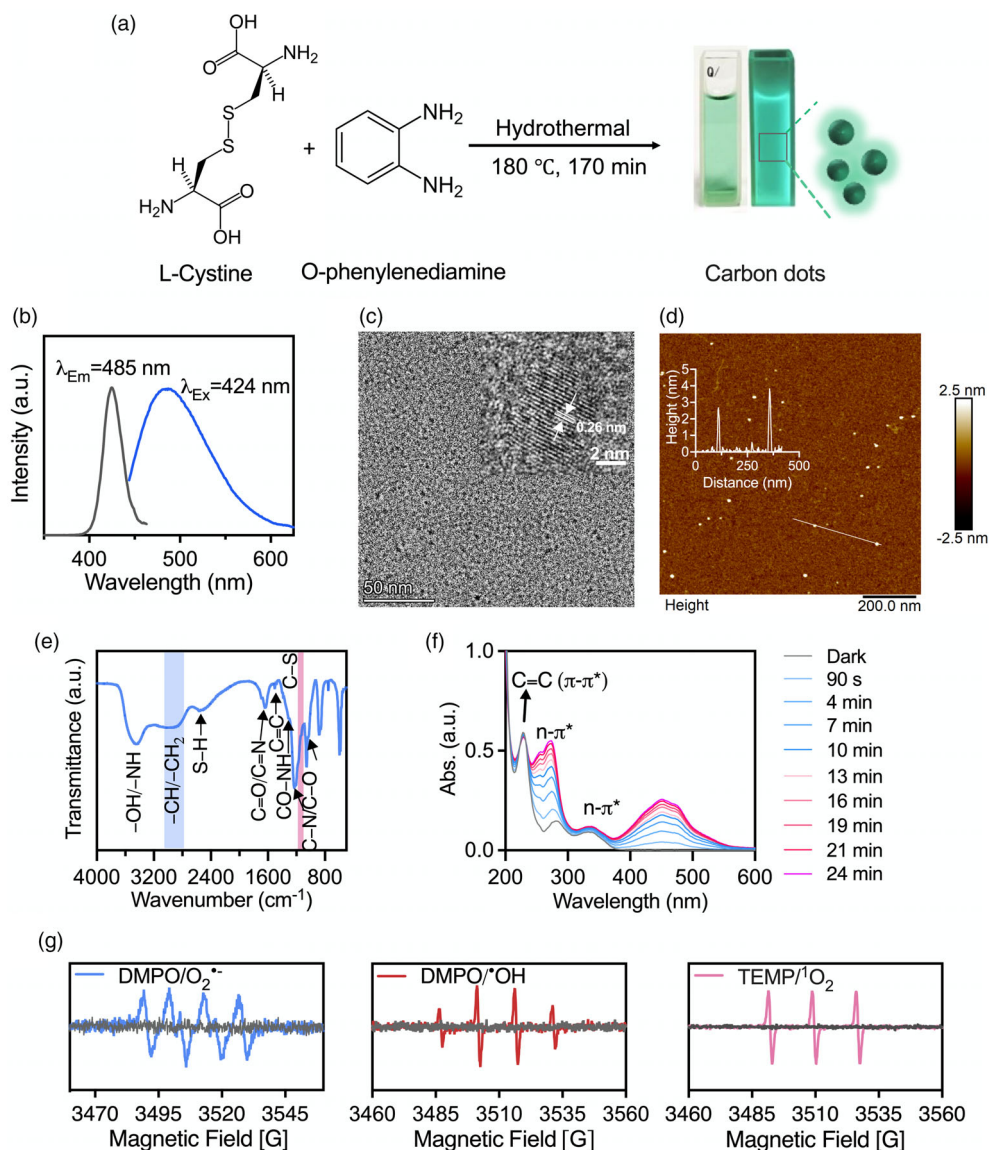 (a)
OH
O
NH₂
H
S
S
H
O
H₂N
OH
+
NH₂
NH₂
Hydrothermal
180 ℃, 170 min
Q/
L-Cystine
O-phenylenediamine
Carbon dots
(b)
λEm=485 nm
λEx=424 nm
Intensity (a.u.)
400 500 600
Wavelength (nm)
(c)
0.26 nm
2 nm
50 nm
(d)
Height (nm)
5
4
3
2
1
0
0 250 500
Distance (nm)
2.5 nm
-2.5 nm
Height
200.0 nm
(e)
Transmittance (a.u.)
–OH/–NH
–CH/–CH₂
S–H
C=O/C=N
CO–NH
C=C
C–S
C–N/C–O
4000 3200 2400 1600 800
Wavenumber (cm⁻¹)
(f)
Abs. (a.u.)
1.0
0.5
0.0
C=C (π-π*)
n-π*
n-π*
200 300 400 500 600
Wavelength (nm)
Dark
90 s
4 min
7 min
10 min
13 min
16 min
19 min
21 min
24 min
(g)
DMPO/O₂•-
3470 3495 3520 3545
Magnetic Field [G]
DMPO/•OH
3460 3485 3510 3535 3560
Magnetic Field [G]
TEMP/¹O₂
3460 3485 3510 3535 3560
Magnetic Field [G]